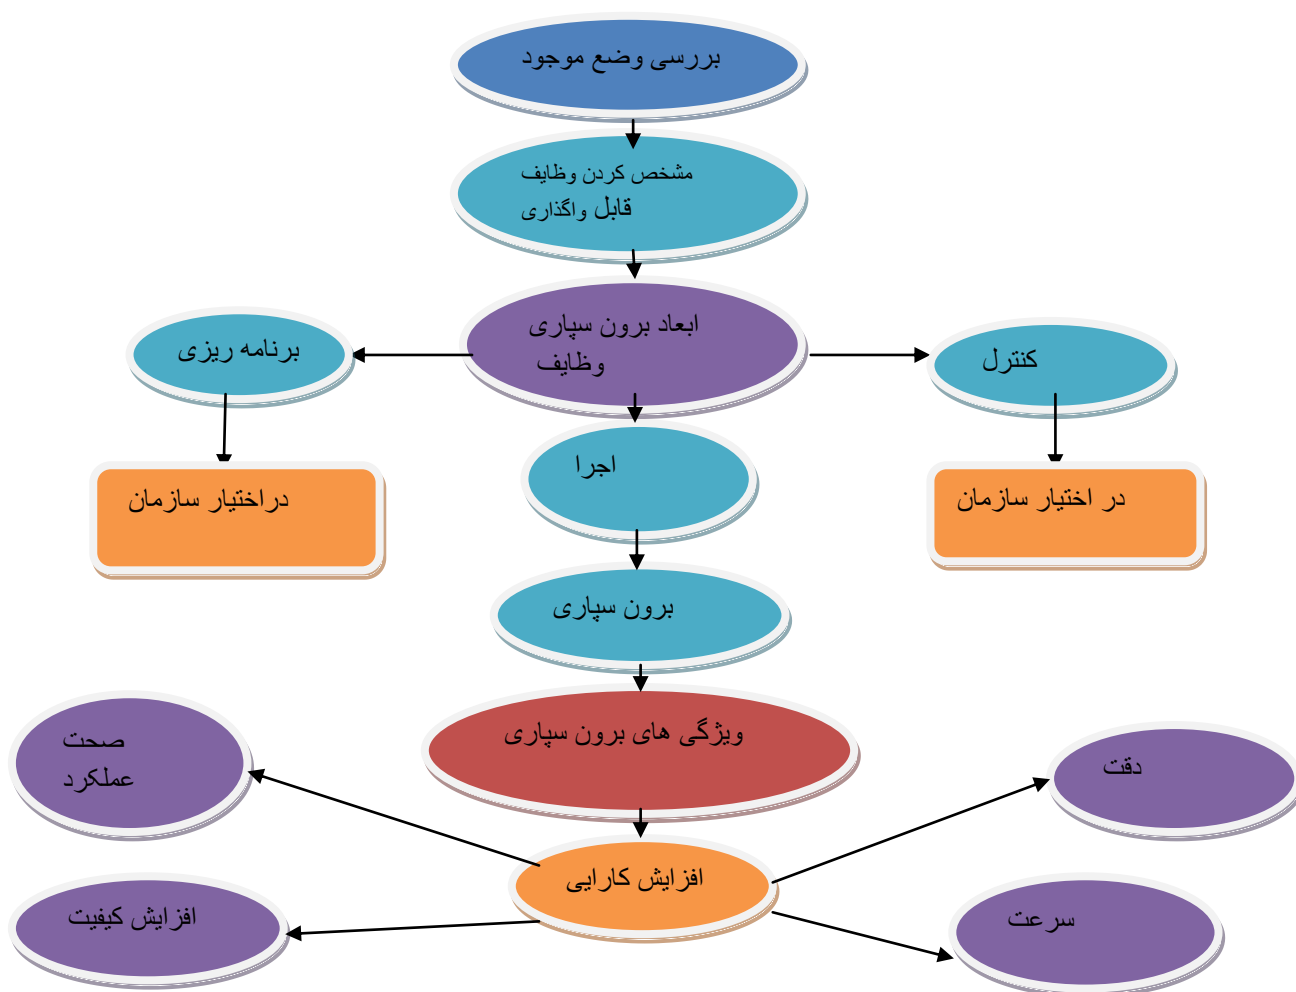 بررسی وضع موجود
مشخص کردن وظایف
قابل واگذاری
ابعاد برون سپاری
وظایف
برنامه ریزی
کنترل
اجرا
دراختیار سازمان
در اختیار سازمان
برون سپاری
ویژگی های برون سپاری
صحت
عملکرد
دقت
افزایش کارایی
افزایش کیفیت
سرعت